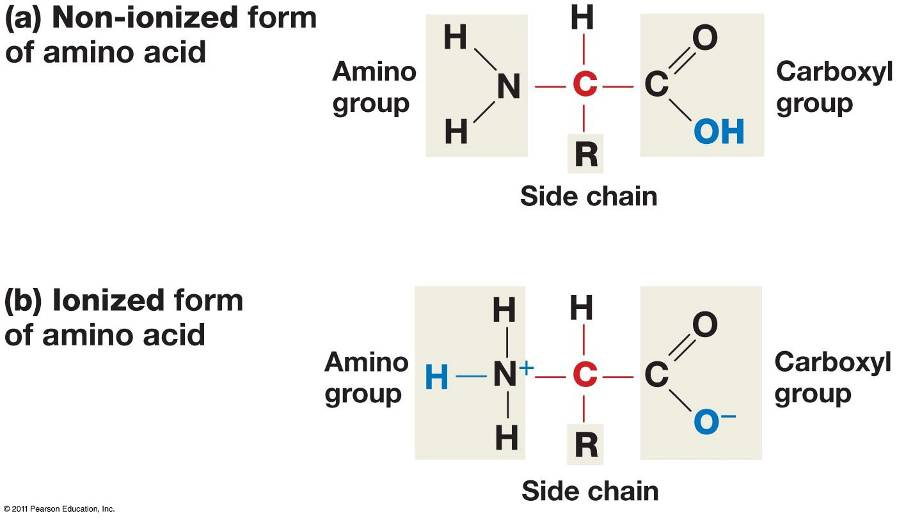 (a) Non-ionized form
of amino acid
Amino
group
H
H
N
H
C
R
C
O
OH
Carboxyl
group
Side chain
(b) Ionized form
of amino acid
Amino
group
H
H
N+
H
H
C
R
C
O
O−
Carboxyl
group
Side chain
© 2011 Pearson Education, Inc.